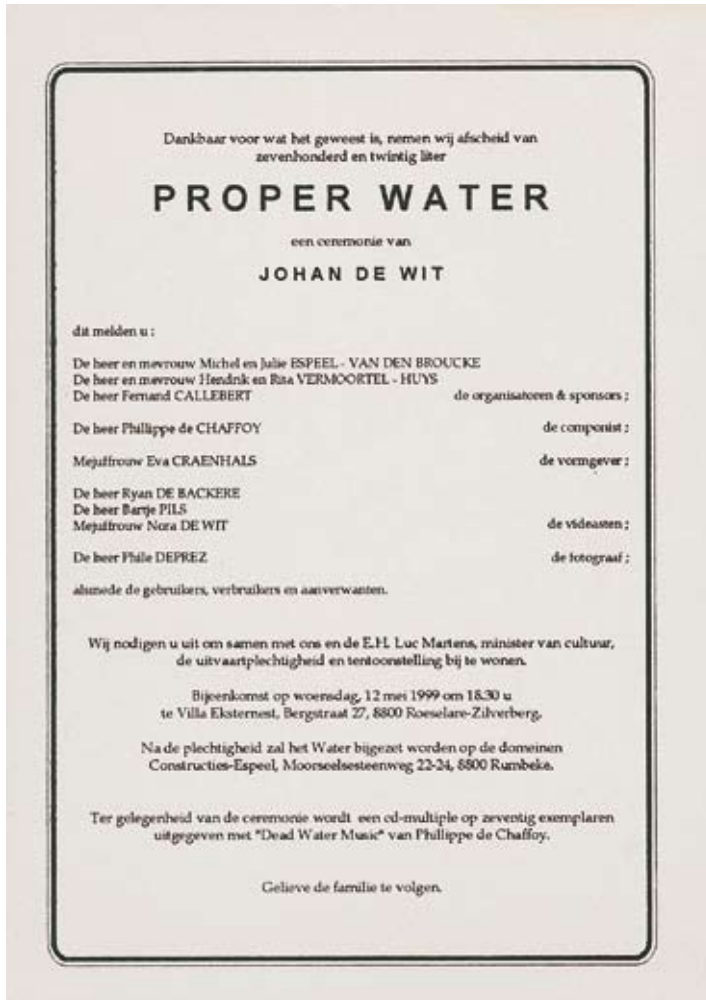 Dankbaar voor wat het geweest is, nemen wij afscheid van
zevenhonderd en twintig liter
PROPER WATER
een ceremonie van
JOHAN DE WIT
dit melden u :
De heer en mevrouw Michel en Julie ESPEEL - VAN DEN BROUCKE
De heer en mevrouw Hendrik en Risa VERMOORTEL - HUYS
De heer Fernand CALLEBERT de organisatoren & sponsors ;
De heer Phillippe de CHAFFOY de componist ;
Mejuffrouw Eva CRAENHALS de vormgever ;
De heer Ryan DE BACKERE
De heer Bartje PILS
Mejuffrouw Nora DE WIT de videasten ;
De heer Phile DEPREZ de fotograaf ;
alsmede de gebruikers, verbruikers en aanverwanten.
Wij nodigen u uit om samen met ons en de E.H. Luc Martens, minister van cultuur,
de uitvaartplechtigheid en tentoonstelling bij te wonen.
Bijeenkomst op woensdag, 12 mei 1999 om 18.30 u
te Villa Eksternest, Bergstraat 27, 8800 Roeselare-Zilverberg.
Na de plechtigheid zal het Water bijgezet worden op de domeinen
Constructies-Espeel, Moorseelsesteenweg 22-24, 8800 Rumbeke.
Ter gelegenheid van de ceremonie wordt een cd-multiple op zeventig exemplaren
uitgegeven met "Dead Water Music" van Phillippe de Chaffoy.
Gelieve de familie te volgen.